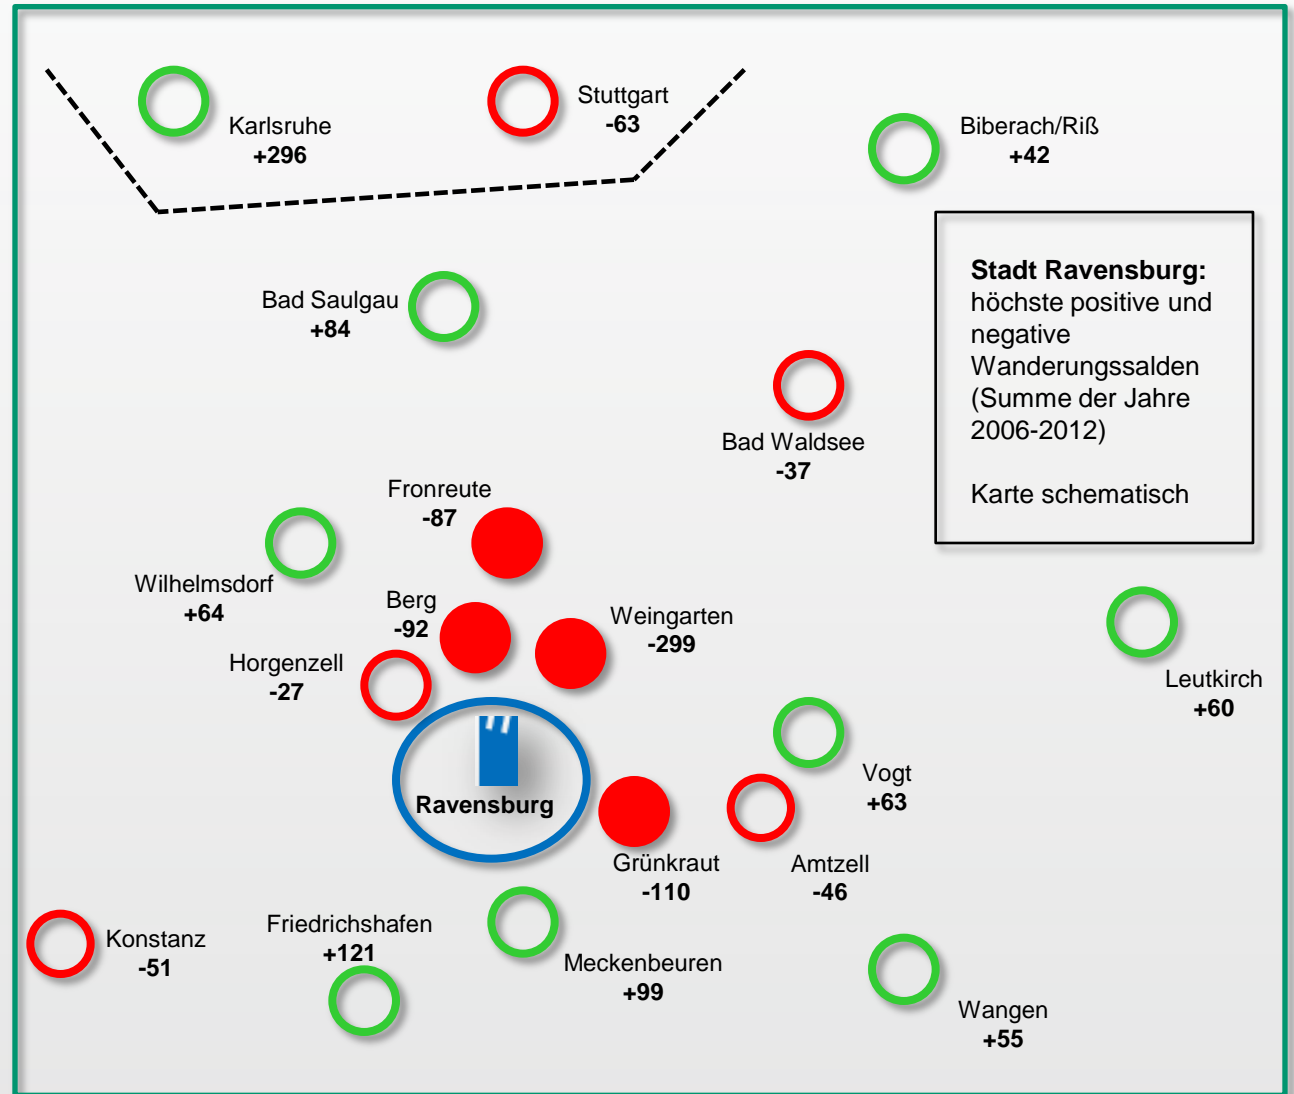 Karlsruhe
+296
Stuttgart
-63
Biberach/Riß
+42
Stadt Ravensburg:
höchste positive und
negative
Wanderungssalden
(Summe der Jahre
2006-2012)
Karte schematisch
Bad Saulgau
+84
Bad Waldsee
-37
Fronreute
-87
Wilhelmsdorf
+64
Berg
-92
Weingarten
-299
Horgenzell
-27
Leutkirch
+60
Vogt
+63
Ravensburg
Grünkraut
-110
Amtzell
-46
Konstanz
-51
Friedrichshafen
+121
Meckenbeuren
+99
Wangen
+55